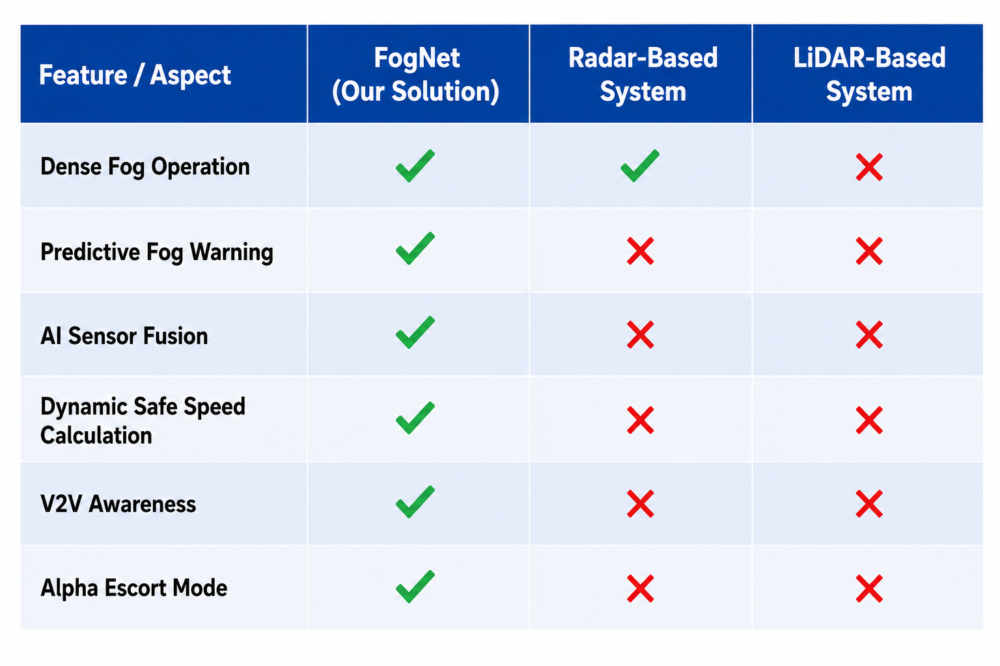 Feature / Aspect
FogNet
(Our Solution)
Radar-Based
System
LiDAR-Based
System
Dense Fog Operation
Predictive Fog Warning
AI Sensor Fusion
Dynamic Safe Speed
Calculation
V2V Awareness
Alpha Escort Mode